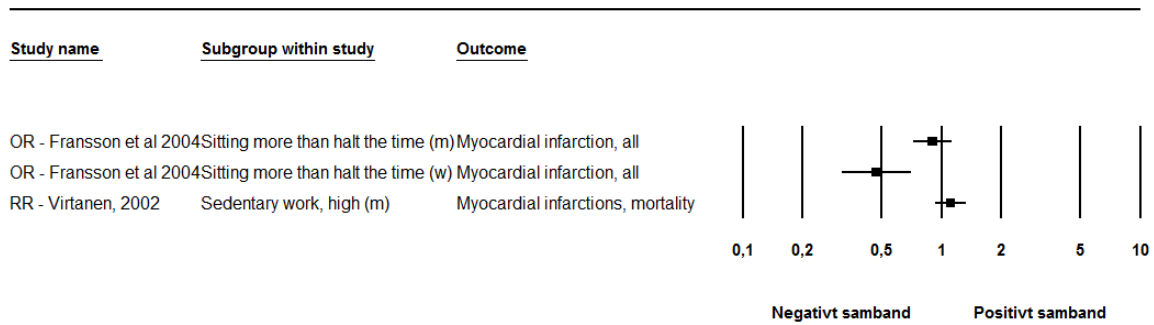 Study name Subgroup within study Outcome
OR - Fransson et al 2004 Sitting more than halt the time (m) Myocardial infarction, all
OR - Fransson et al 2004 Sitting more than halt the time (w) Myocardial infarction, all
RR - Virtanen, 2002 Sedentary work, high (m) Myocardial infarctions, mortality
0,1 0,2 0,5 1 2 5 10
Negativt samband Positivt samband